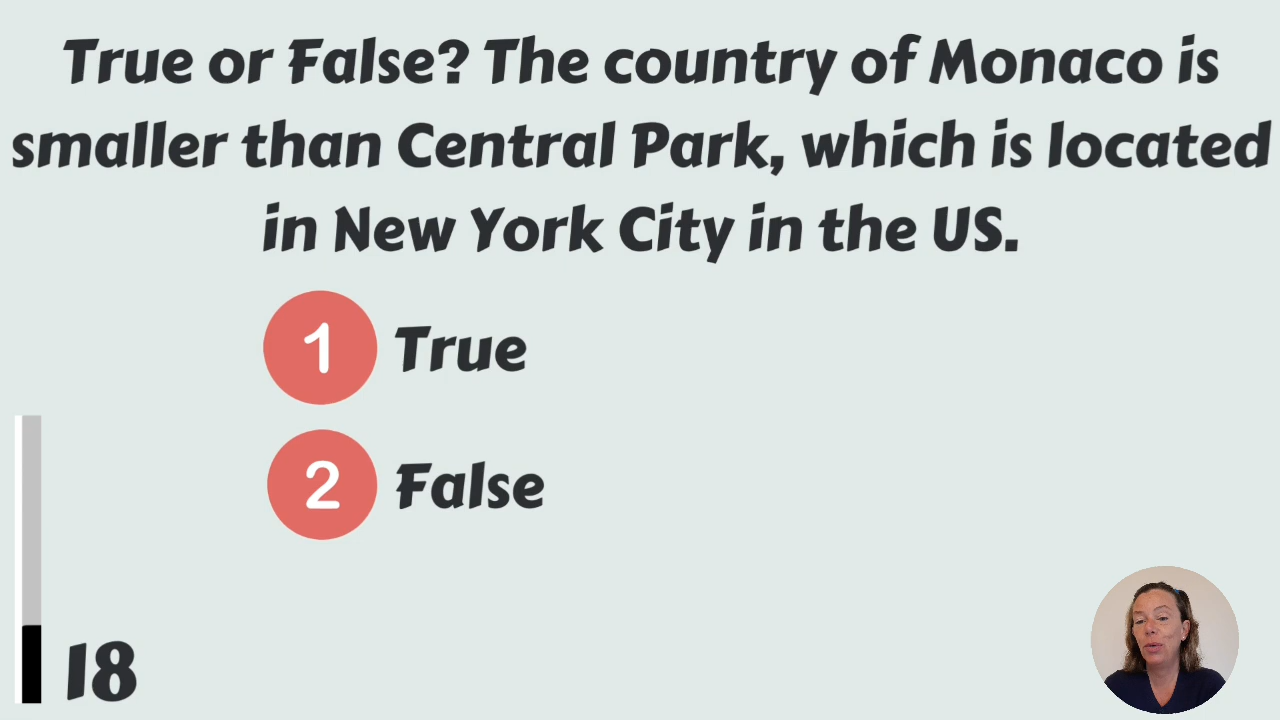 True or False? The country of Monaco is
smaller than Central Park, which is located
in New York City in the US.
1 True
2 False
18